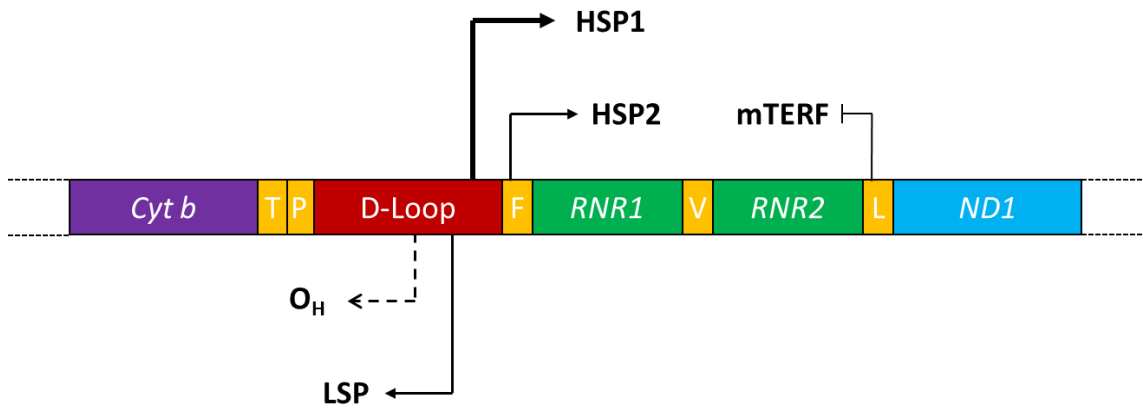 HSP1
HSP2
mTERF
Cyt b
T
P
D-Loop
F
RNR1
V
RNR2
L
ND1
OH
LSP